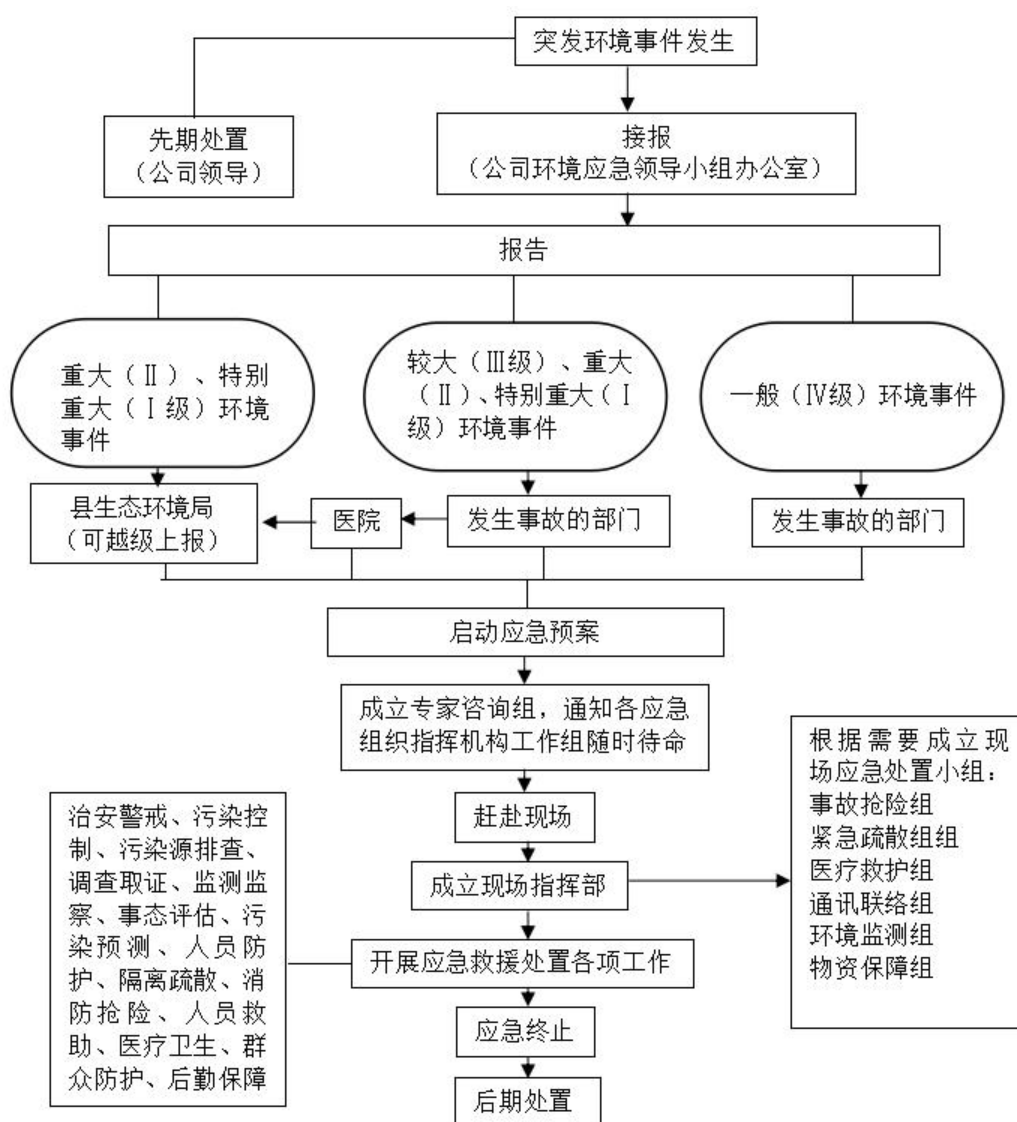 突发环境事件发生
先期处置
（公司领导）
接报
（公司环境应急领导小组办公室）
报告
重大（Ⅱ）、特别
重大（Ⅰ级）环境
事件
较大（Ⅲ级）、重大
（Ⅱ）、特别重大（Ⅰ
级）环境事件
一般（Ⅳ级）环境事件
县生态环境局
（可越级上报）
医院
发生事故的部门
发生事故的部门
启动应急预案
成立专家咨询组，通知各应急
组织指挥机构工作组随时待命
赶赴现场
成立现场指挥部
根据需要成立现
场应急处置小组：
事故抢险组
紧急疏散组组
医疗救护组
通讯联络组
环境监测组
物资保障组
治安警戒、污染控
制、污染源排查、
调查取证、监测监
察、事态评估、污
染预测、人员防
护、隔离疏散、消
防抢险、人员救
助、医疗卫生、群
众防护、后勤保障
开展应急救援处置各项工作
应急终止
后期处置